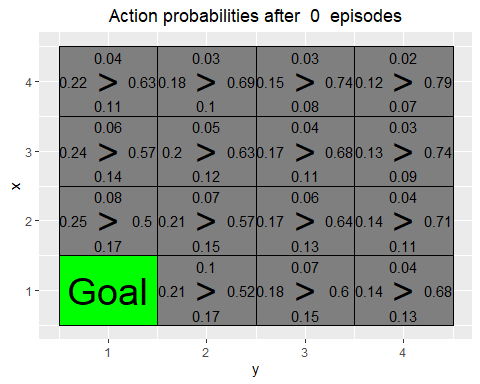 Action probabilities after 0 episodes
x
4
0.04 0.03 0.03 0.02
0.22 > 0.63 0.18 > 0.69 0.15 > 0.74 0.12 > 0.79
0.11 0.1 0.08 0.07
3
0.06 0.05 0.04 0.03
0.24 > 0.57 0.2 > 0.63 0.17 > 0.68 0.13 > 0.74
0.14 0.12 0.11 0.09
2
0.08 0.07 0.06 0.04
0.25 > 0.5 0.21 > 0.57 0.17 > 0.64 0.14 > 0.71
0.17 0.15 0.13 0.11
1
0.1 0.07 0.04
Goal 0.21 > 0.52 0.18 > 0.6 0.14 > 0.68
0.17 0.15 0.13
1 2 3 4
y